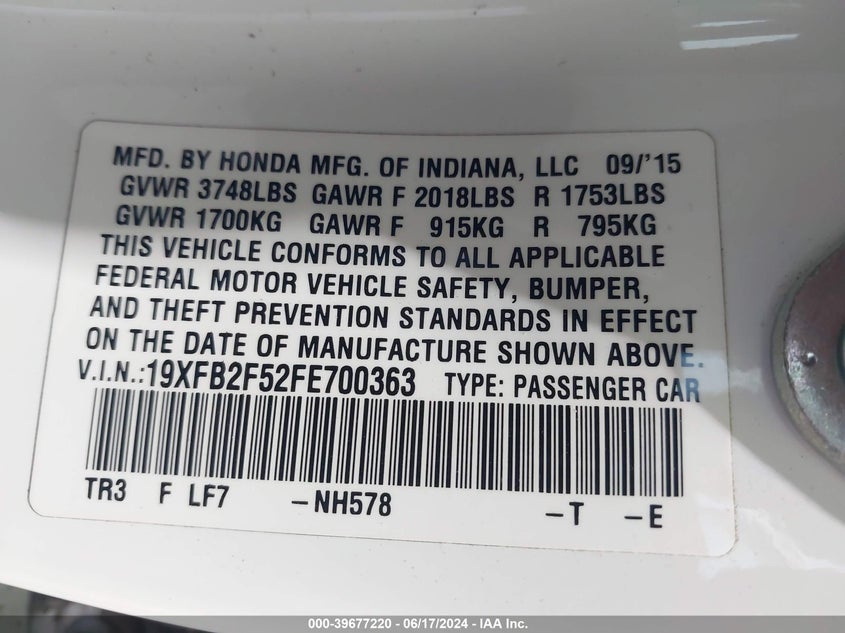 MFD. BY HONDA MFG. OF INDIANA, LLC 09/'15
GVWR 3748LBS GAWR F 2018LBS R 1753LBS
GVWR 1700KG GAWR F 915KG R 795KG
THIS VEHICLE CONFORMS TO ALL APPLICABLE
FEDERAL MOTOR VEHICLE SAFETY, BUMPER,
AND THEFT PREVENTION STANDARDS IN EFFECT
ON THE DATE OF MANUFACTURE SHOWN ABOVE.
V.I.N.:19XFB2F52FE700363 TYPE: PASSENGER CAR
TR3 F LF7 -NH578 -T -E
000-39677220 - 06/17/2024 - IAA Inc.